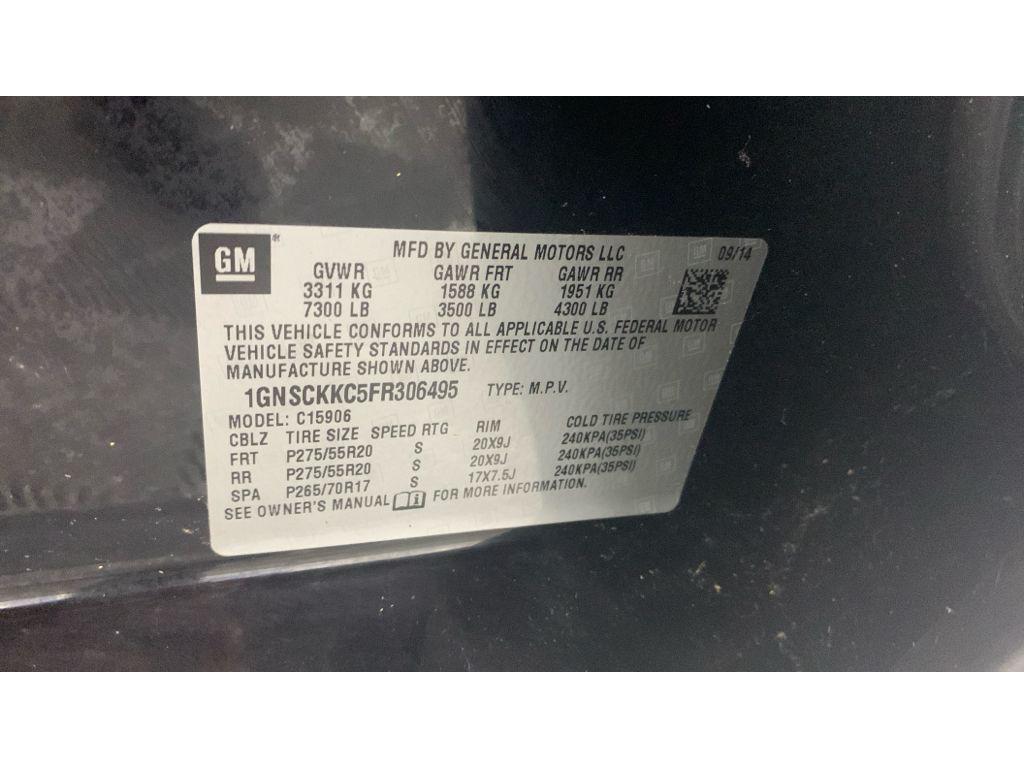 GM
MFD BY GENERAL MOTORS LLC 09/14
GVWR GAWR FRT GAWR RR
3311 KG 1588 KG 1951 KG
7300 LB 3500 LB 4300 LB
THIS VEHICLE CONFORMS TO ALL APPLICABLE U.S. FEDERAL MOTOR
VEHICLE SAFETY STANDARDS IN EFFECT ON THE DATE OF
MANUFACTURE SHOWN ABOVE.
1GNSCKKC5FR306495 TYPE: M.P.V.
MODEL: C15906
CBLZ TIRE SIZE SPEED RTG RIM COLD TIRE PRESSURE
FRT P275/55R20 S 20X9J 240KPA(35PSI)
RR P275/55R20 S 20X9J 240KPA(35PSI)
SPA P265/70R17 S 17X7.5J 240KPA(35PSI)
SEE OWNER'S MANUAL i FOR MORE INFORMATION.